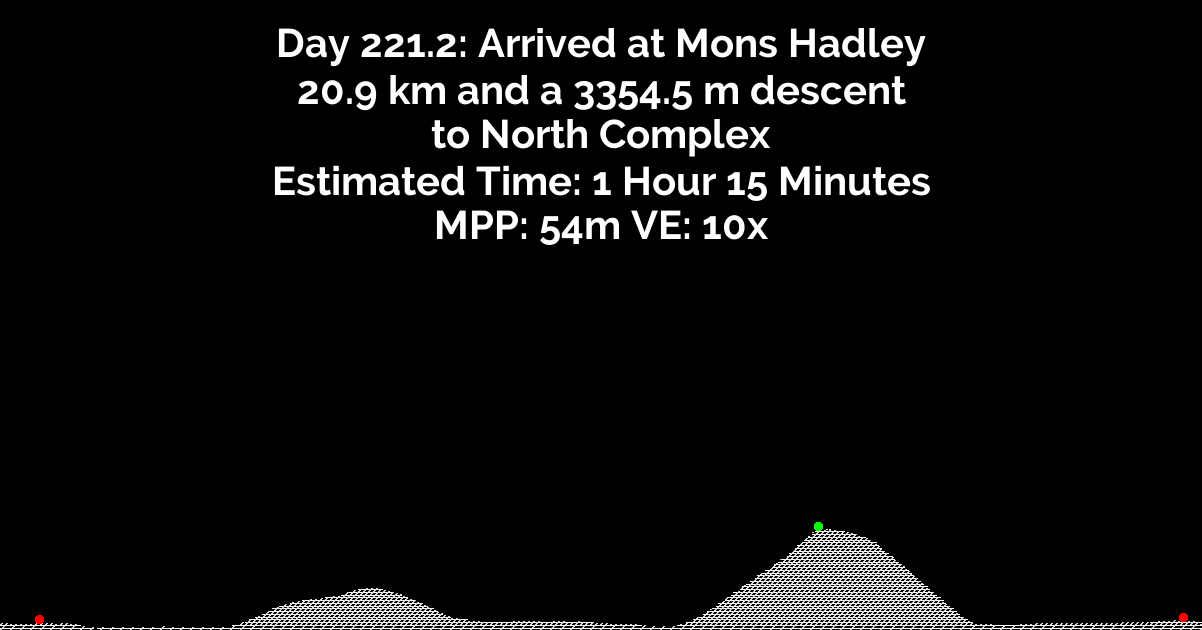 Day 221.2: Arrived at Mons Hadley
20.9 km and a 3354.5 m descent
to North Complex
Estimated Time: 1 Hour 15 Minutes
MPP: 54m VE: 10x